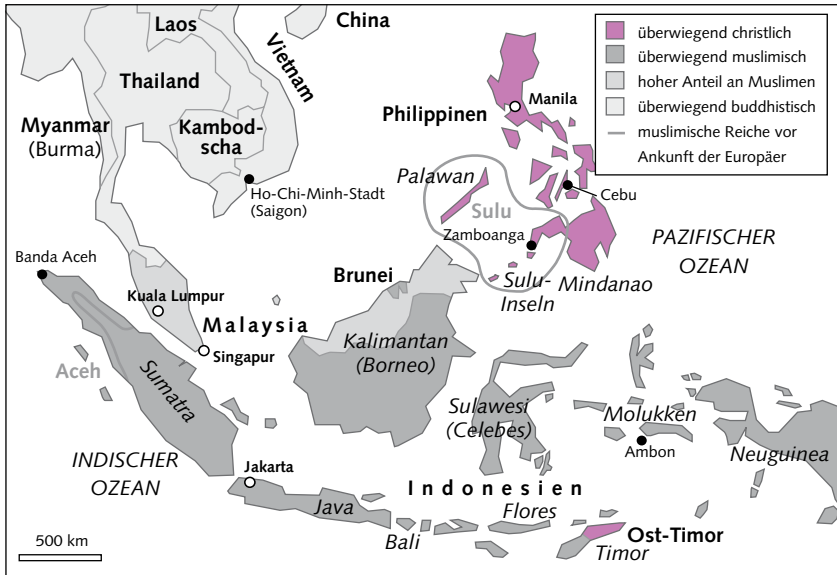 China
Laos
Vietnam
Thailand
Myanmar
(Burma)
Kambod-
scha
Ho-Chi-Minh-Stadt
(Saigon)
Philippinen
Manila
überwiegend christlich
überwiegend muslimisch
hoher Anteil an Muslimen
überwiegend buddhistisch
muslimische Reiche vor
Ankunft der Europäer
Palawan
Sulu
Cebu
Zamboanga
PAZIFISCHER
OZEAN
Sulu-
Inseln
Mindanao
Banda Aceh
Brunei
Kuala Lumpur
Malaysia
Singapur
Kalimantan
(Borneo)
Aceh
Sumatra
Sulawesi
(Celebes)
Molukken
Ambon
Neuguinea
INDISCHER
OZEAN
Jakarta
Indonesien
Java
Flores
Bali
Ost-Timor
Timor
500 km